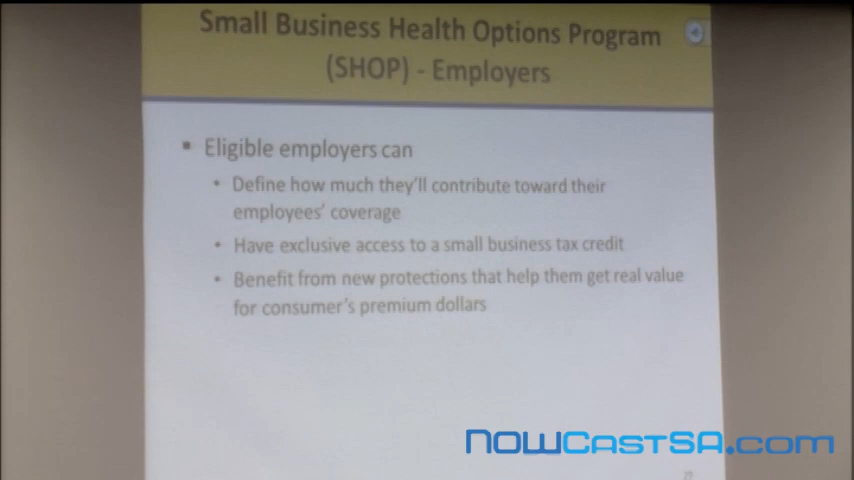 Small Business Health Options Program
(SHOP) - Employers
▪ Eligible employers can
• Define how much they'll contribute toward their
employees' coverage
• Have exclusive access to a small business tax credit
• Benefit from new protections that help them get real value
for consumer's premium dollars
NOWCASTSA.com